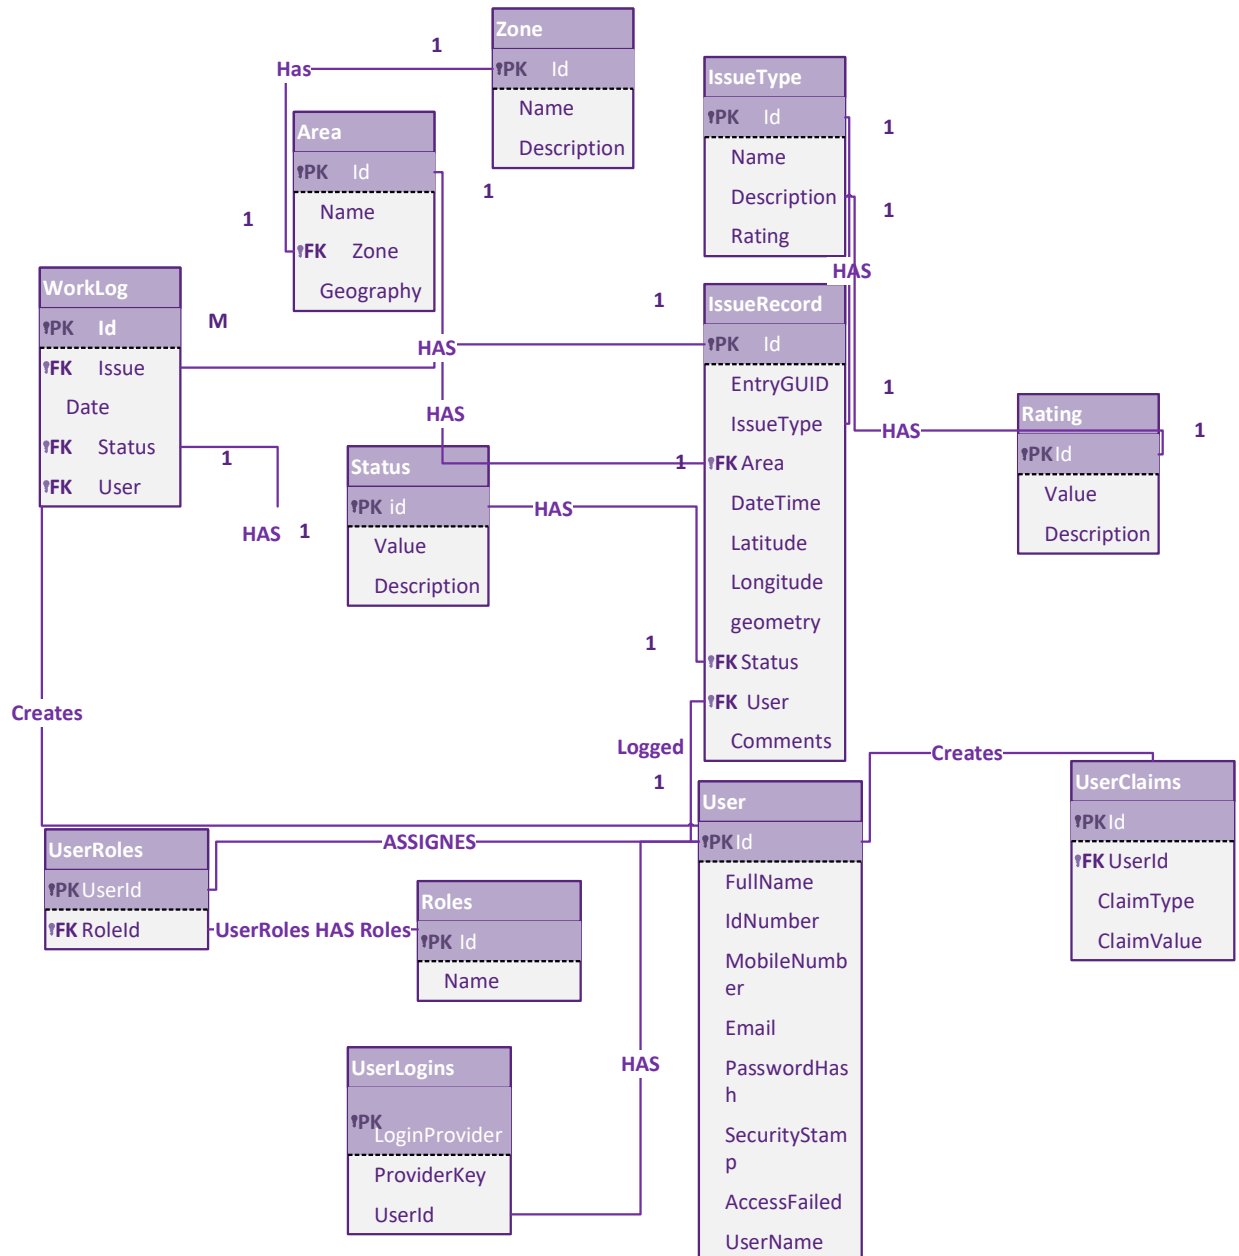 Zone
PK Id
Name
Description
1
Has
IssueType
PK Id
Name
Description
Rating
1
1
HAS
Area
PK Id
Name
FK Zone
Geography
1
1
WorkLog
PK Id
FK Issue
Date
FK Status
FK User
M
1
HAS 1
HAS
HAS
IssueRecord
PK Id
EntryGUID
IssueType
FK Area
DateTime
Latitude
Longitude
geometry
FK Status
FK User
Comments
1
1
1
HAS
1
Rating
PK Id
Value
Description
1
Status
PK id
Value
Description
HAS
1
Creates
Logged
1
Creates
UserClaims
PK Id
FK UserId
ClaimType
ClaimValue
User
PK Id
FullName
IdNumber
MobileNumb
er
Email
PasswordHas
h
SecurityStam
p
AccessFailed
UserName
ASSIGNES
UserRoles
PK UserId
FK RoleId
UserRoles HAS Roles
Roles
PK Id
Name
HAS
UserLogins
PK
LoginProvider
ProviderKey
UserId